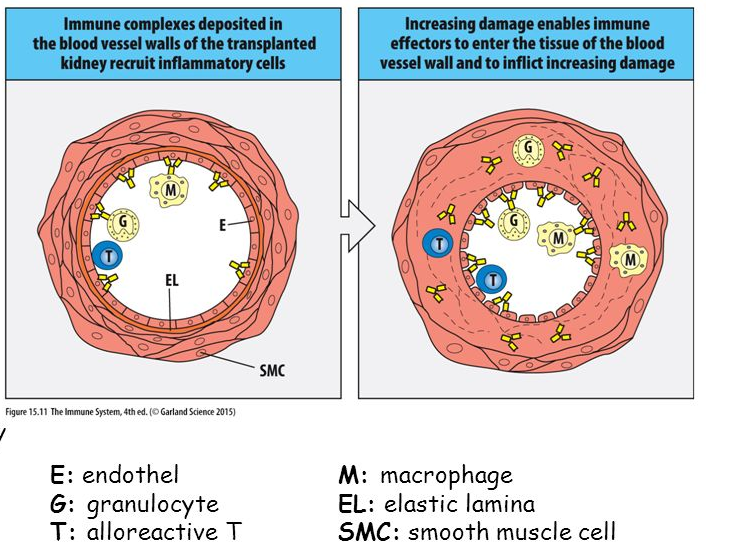 Immune complexes deposited in
the blood vessel walls of the transplanted
kidney recruit inflammatory cells
Increasing damage enables immune
effectors to enter the tissue of the blood
vessel wall and to inflict increasing damage
M
G
E
T
EL
SMC
G
T
G
M
M
T
Figure 15.11 The Immune System, 4th ed. (© Garland Science 2015)
E: endothel
G: granulocyte
T: alloreactive T
M: macrophage
EL: elastic lamina
SMC: smooth muscle cell